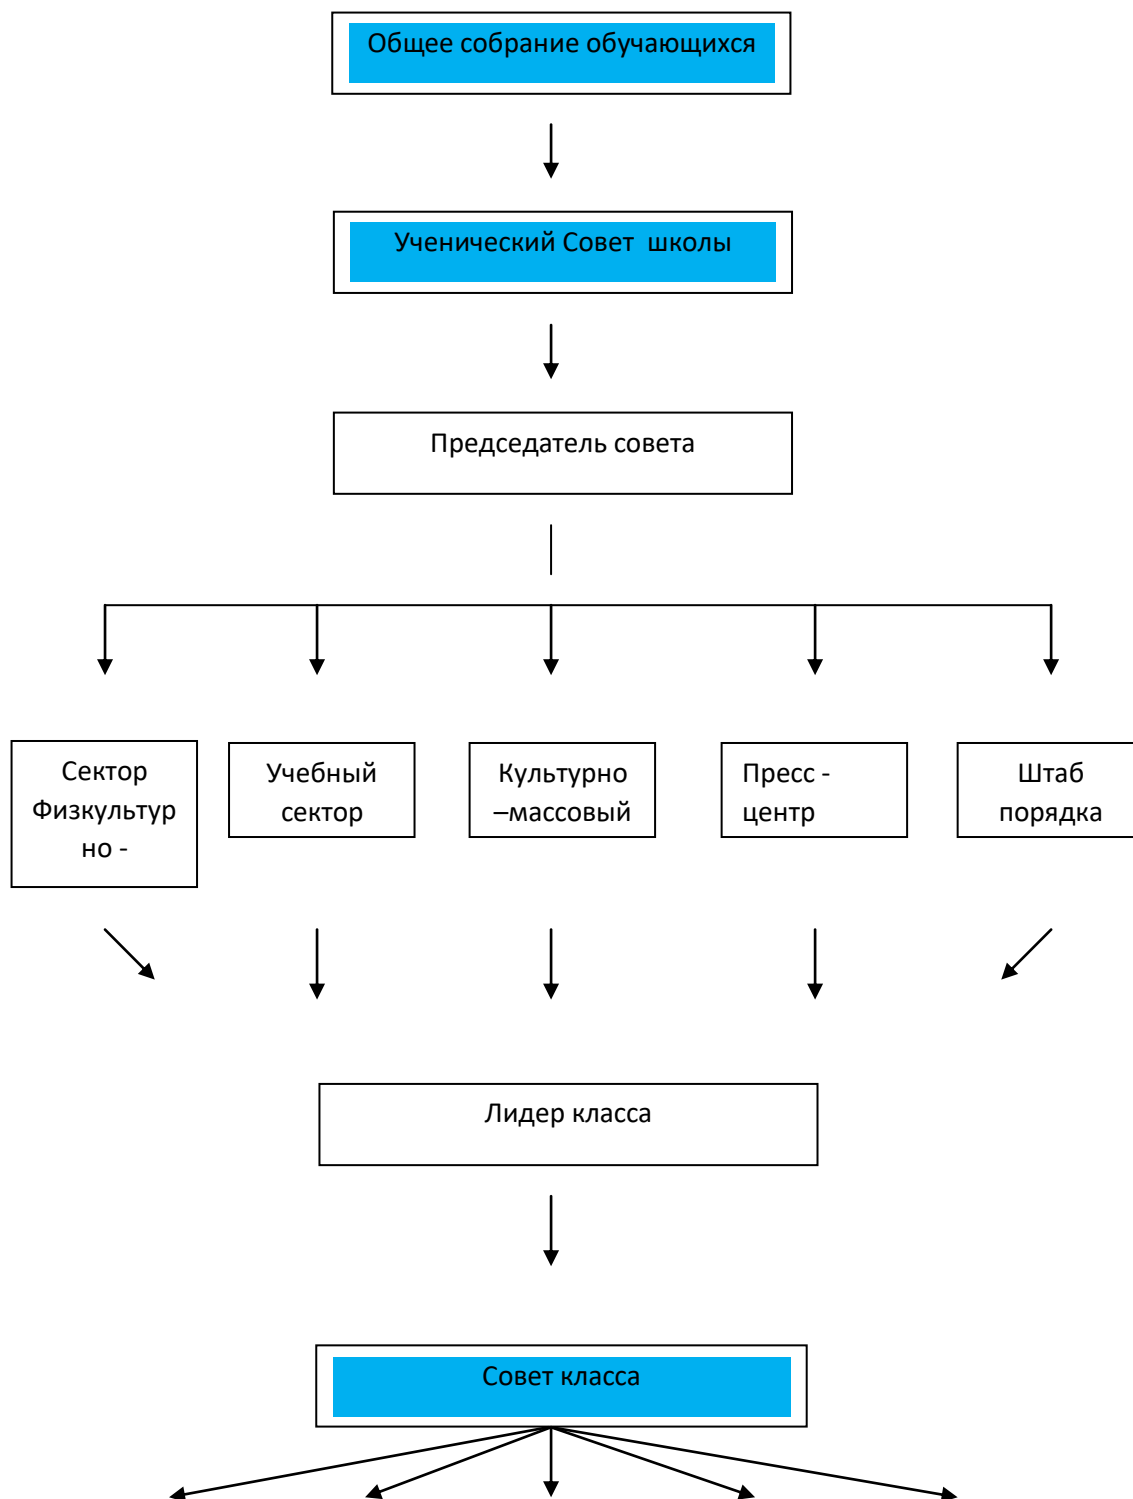 Общее собрание обучающихся
Ученический Совет  школы
Председатель совета
Сектор
Физкультур
но -
Учебный
сектор
Культурно
–массовый
Пресс -
центр
Штаб
порядка
Лидер класса
Совет класса